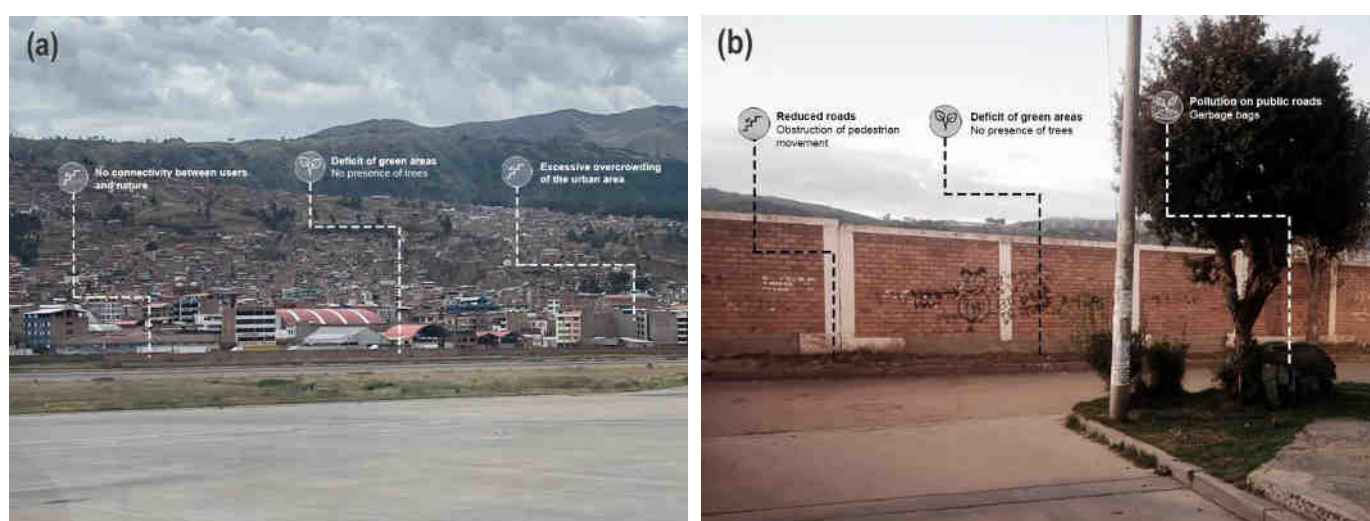 (a)
No connectivity between users
and nature
Deficit of green areas
No presence of trees
Excessive overcrowding
of the urban area
(b)
Reduced roads
Obstruction of pedestrian
movement
Deficit of green areas
No presence of trees
Pollution on public roads
Garbage bags